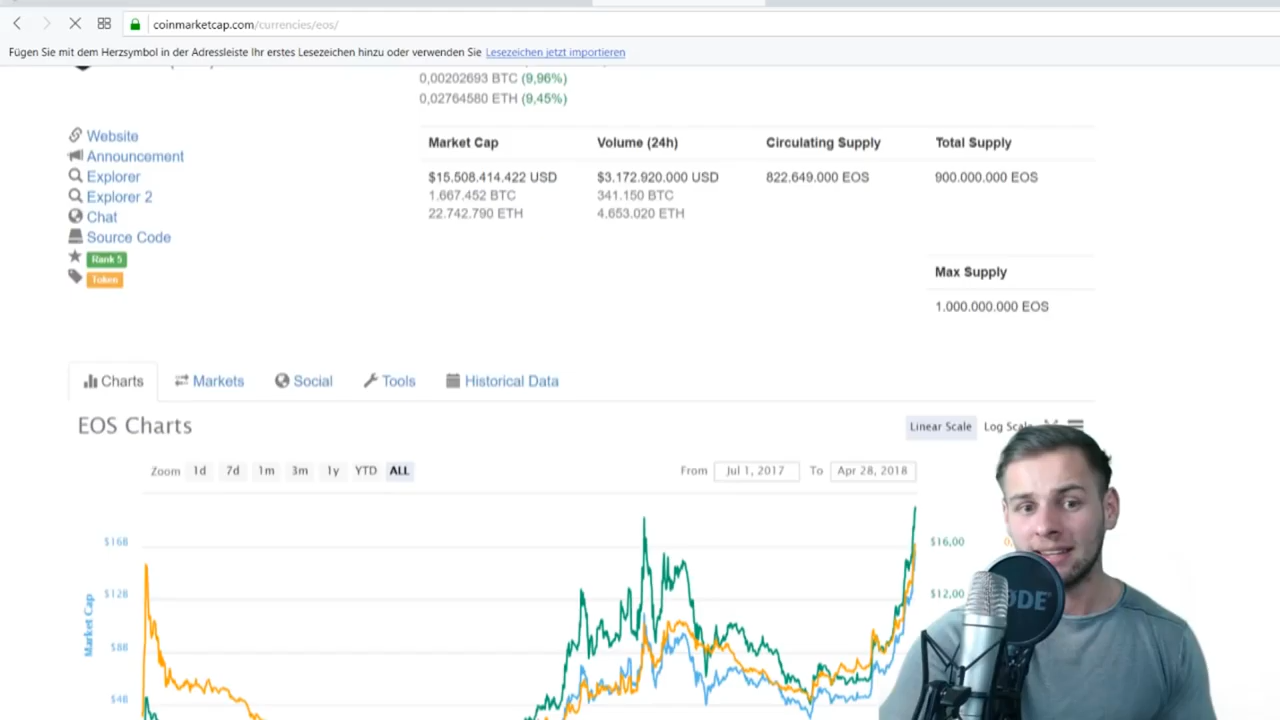 coinmarketcap.com/currencies/eos/
Fügen Sie mit dem Herzsymbol in der Adressleiste Ihr erstes Lesezeichen hinzu oder verwenden Sie Lesezeichen jetzt importieren
0,00202693 BTC (9,96%)
0,02764580 ETH (9,45%)
Website
Announcement
Explorer
Explorer 2
Chat
Source Code
Rank 5
Token
Market Cap Volume (24h) Circulating Supply Total Supply
$15.508.414.422 USD $3.172.920.000 USD 822.649.000 EOS 900.000.000 EOS
1.667.452 BTC 341.150 BTC
22.742.790 ETH 4.653.020 ETH
Max Supply
1.000.000.000 EOS
Charts Markets Social Tools Historical Data
EOS Charts
Linear Scale Log
Zoom 1d 7d 1m 3m 1y YTD ALL
From Jul 1, 2017 To Apr 28, 2018
$16B $16,00
$12B $12,00
$8B
$4B
Market Cap